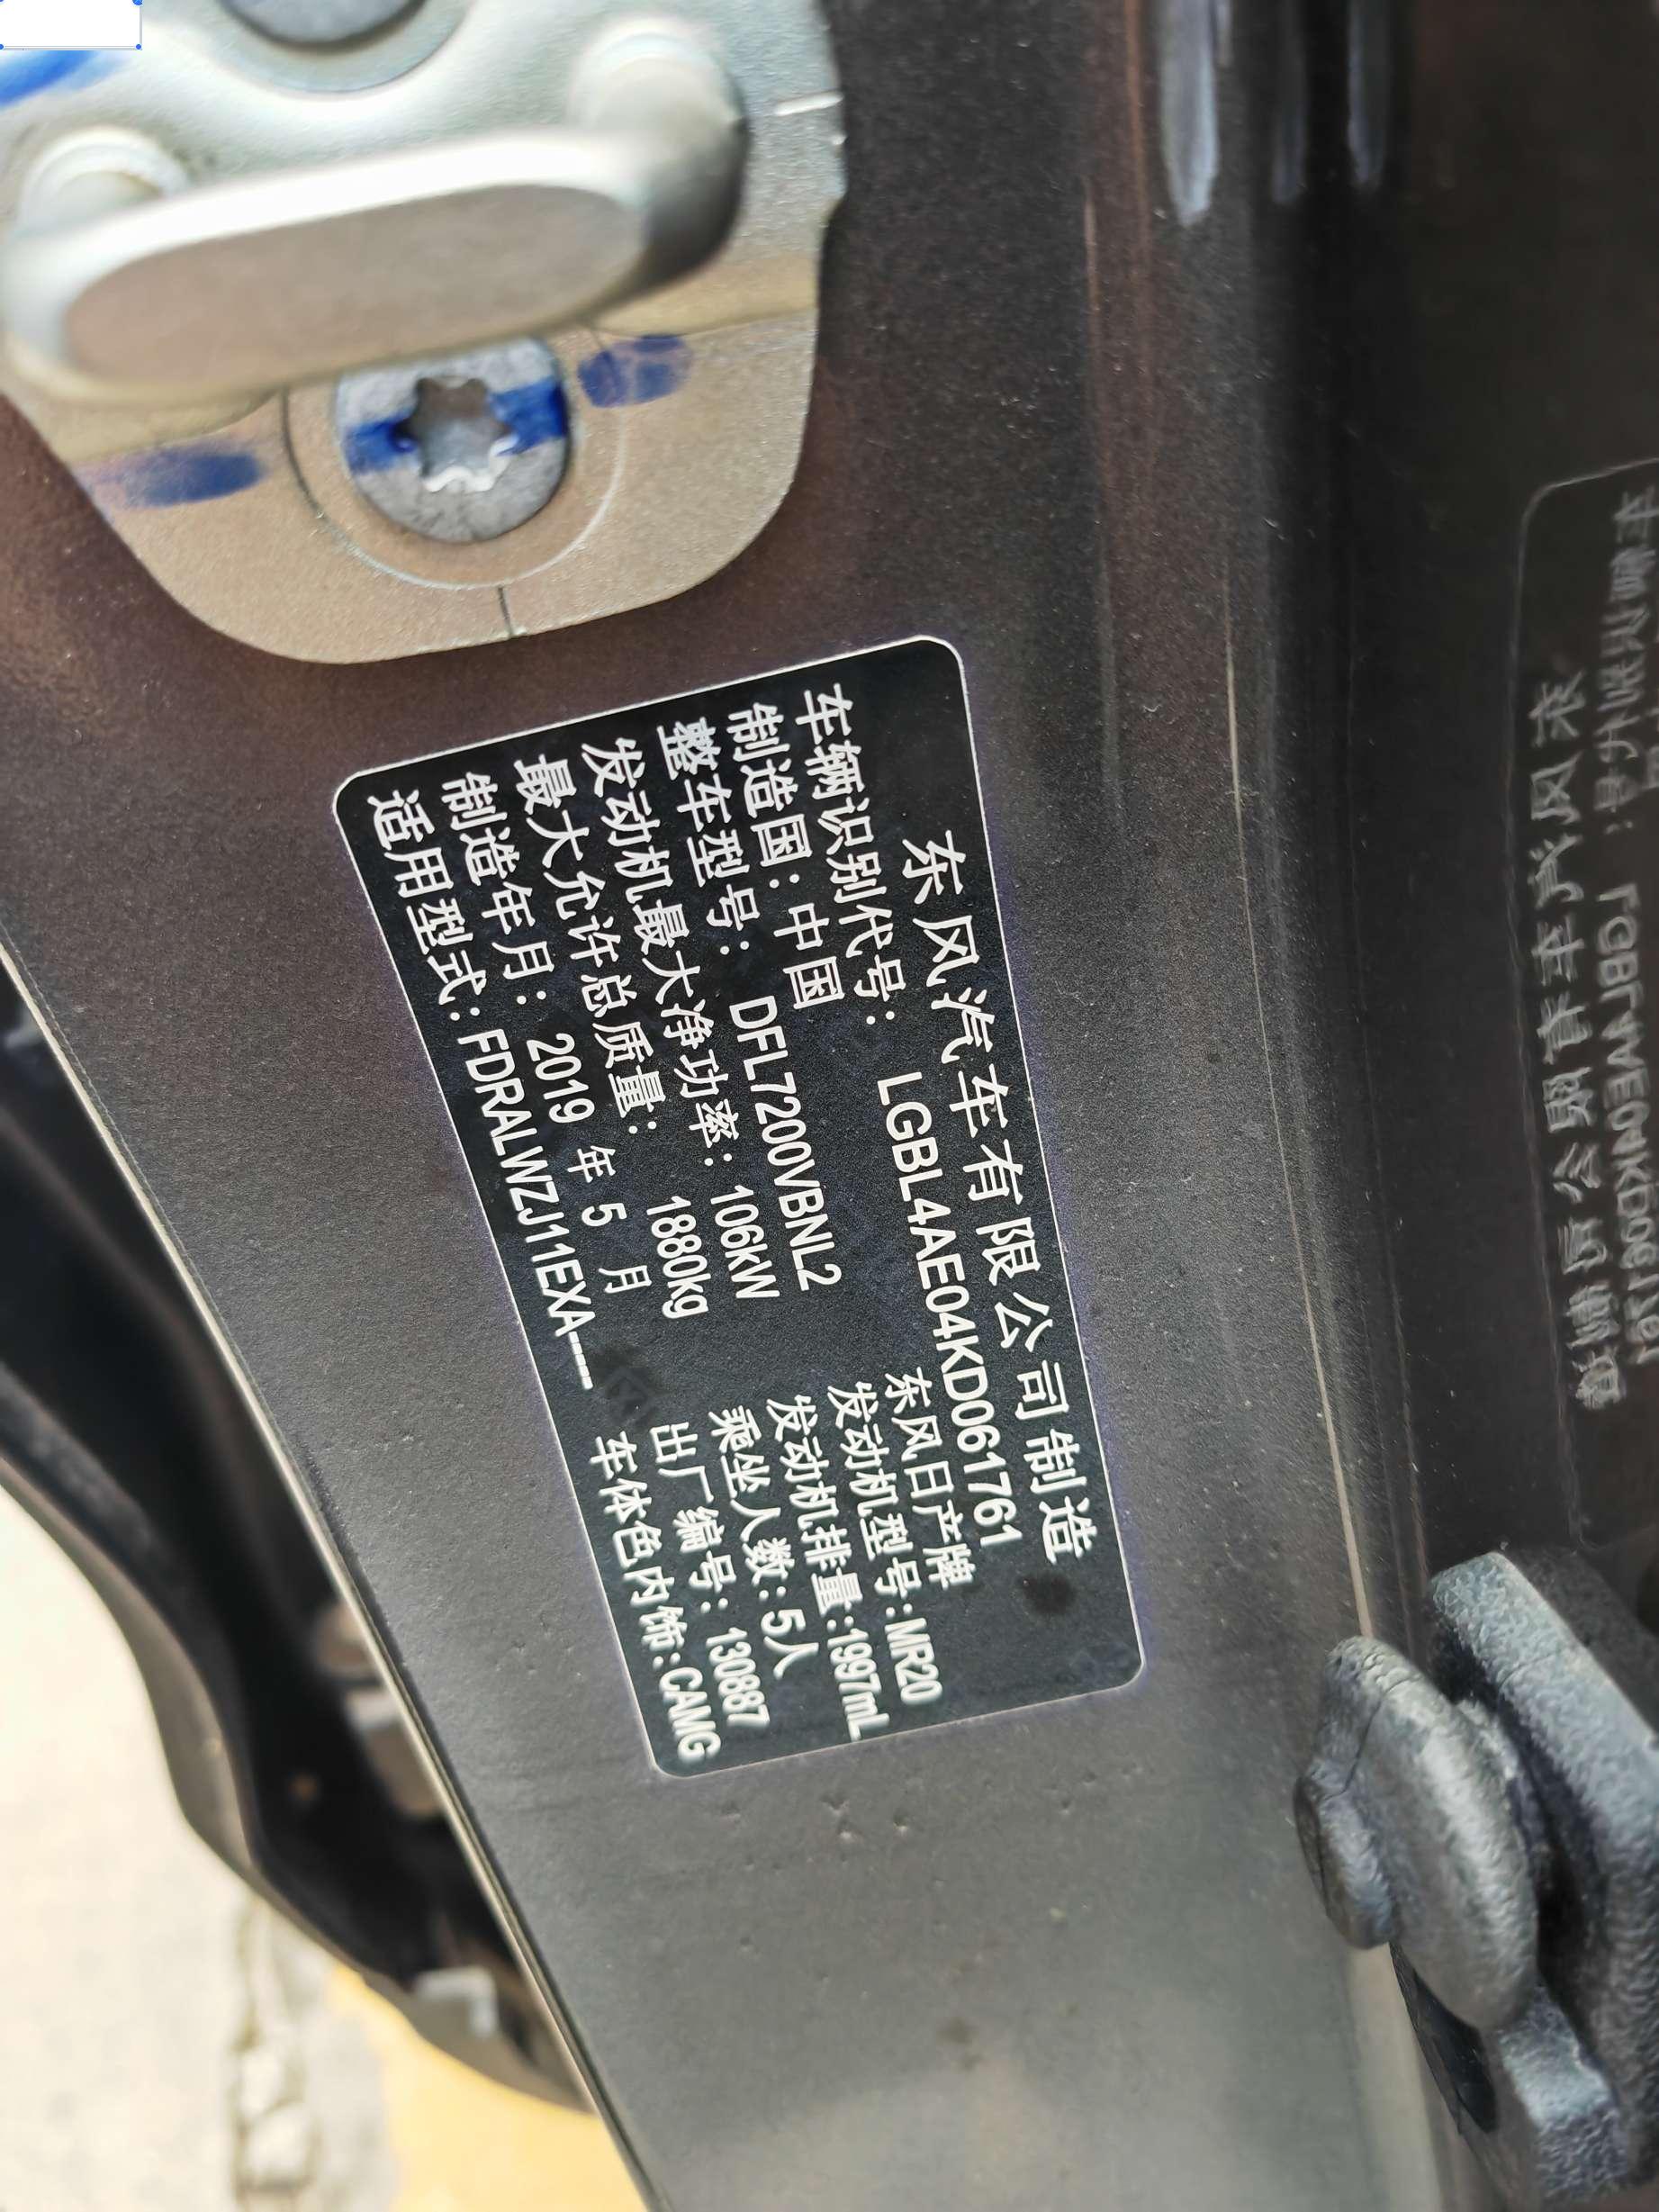 东风汽车有限公司制造
车辆识别代号： LGBL4AE04KD061761
制造国：中国 东风日产牌
整车型号： DFL7200VBNL2 发动机型号：MR20
发动机最大净功率： 106kW 发动机排量：1997mL
最大允许总质量： 1880kg 乘坐人数：5人
制造年月： 2019 年 5 月 出厂编号：130887
适用型式：FDRALWZJ11EXA---- 车体色内饰：CAMG